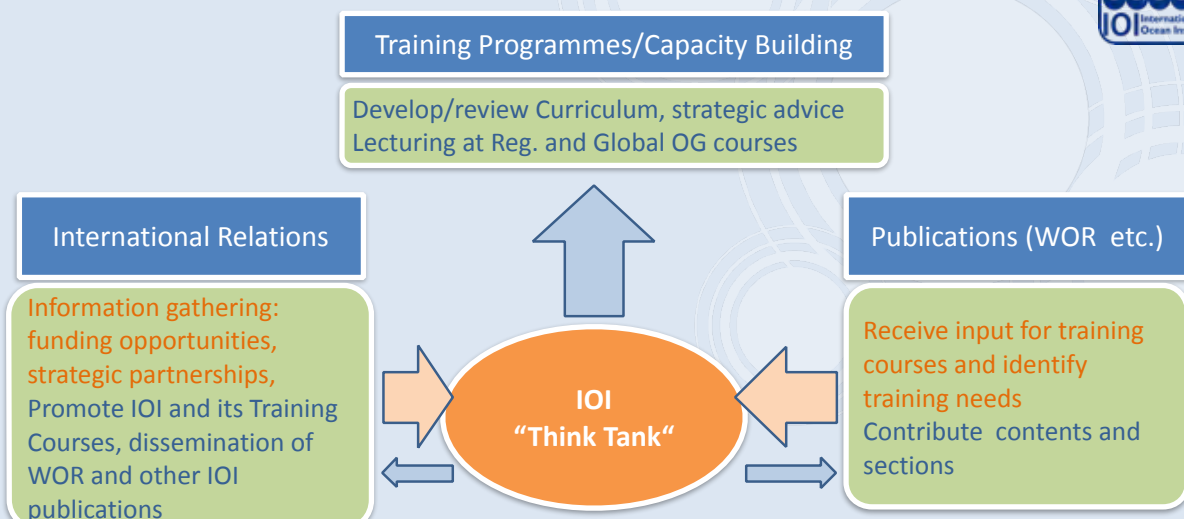 IOI
Training Programmes/Capacity Building
Develop/review Curriculum, strategic advice
Lecturing at Reg. and Global OG courses
International Relations
Information gathering:
funding opportunities,
strategic partnerships,
Promote IOI and its Training
Courses, dissemination of
WOR and other IOI
publications
IOI
“Think Tank“
Publications (WOR etc.)
Receive input for training
courses and identify
training needs
Contribute contents and
sections